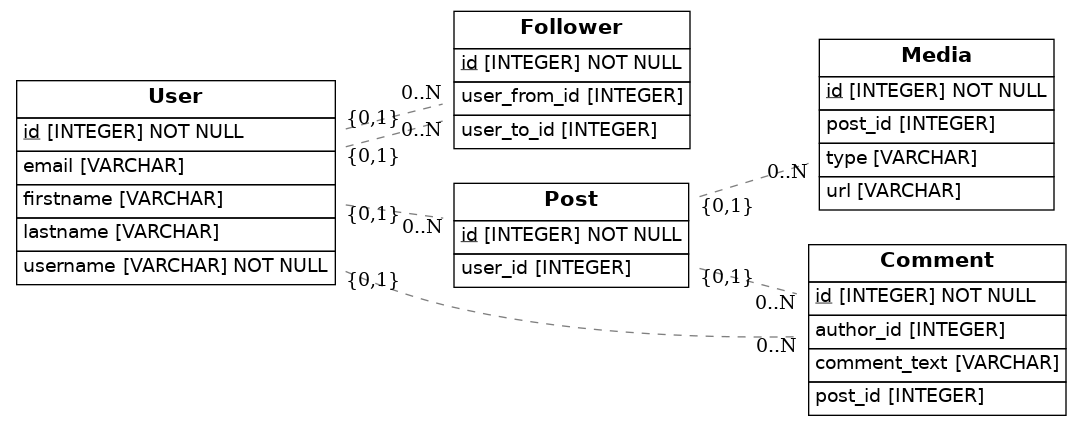 User
id [INTEGER] NOT NULL
email [VARCHAR]
firstname [VARCHAR]
lastname [VARCHAR]
username [VARCHAR] NOT NULL
Follower
id [INTEGER] NOT NULL
user_from_id [INTEGER]
user_to_id [INTEGER]
Post
id [INTEGER] NOT NULL
user_id [INTEGER]
Media
id [INTEGER] NOT NULL
post_id [INTEGER]
type [VARCHAR]
url [VARCHAR]
Comment
id [INTEGER] NOT NULL
author_id [INTEGER]
comment_text [VARCHAR]
post_id [INTEGER]
0..N
{0,1}
0..N
{0,1}
{0,1}
0..N
{0,1}
0..N
0..N
{0,1}
{0,1}
0..N